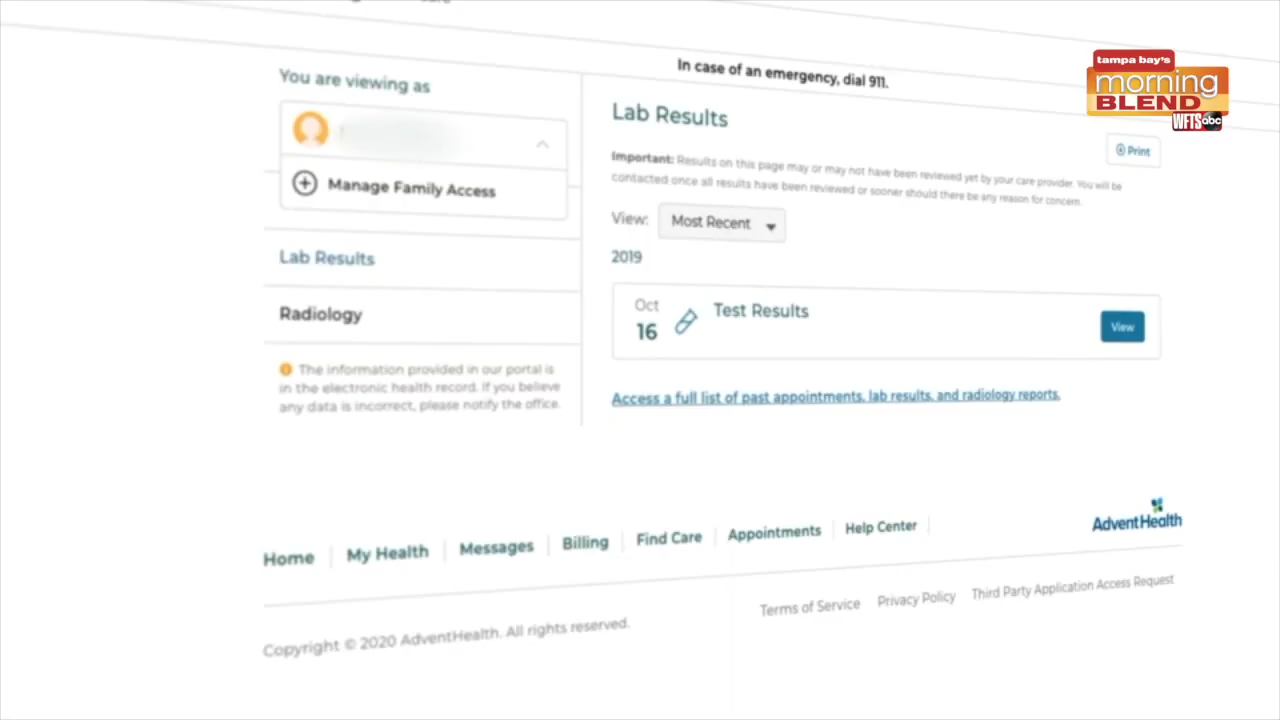 In case of an emergency, dial 911.
tampa bay's
morning
BLEND
WFTS abc
You are viewing as
Manage Family Access
Lab Results
Radiology
The information provided in our portal is
in the electronic health record. If you believe
any data is incorrect, please notify the office.
Lab Results
Print
Important: Results on this page may or may not have been reviewed yet by your care provider. You will be
contacted once all results have been reviewed or sooner should there be any reason for concern.
View: Most Recent
2019
Oct
16
Test Results
View
Access a full list of past appointments, lab results, and radiology reports.
AdventHealth
Home My Health Messages Billing Find Care Appointments Help Center
Terms of Service Privacy Policy Third Party Application Access Request
Copyright © 2020 AdventHealth. All rights reserved.